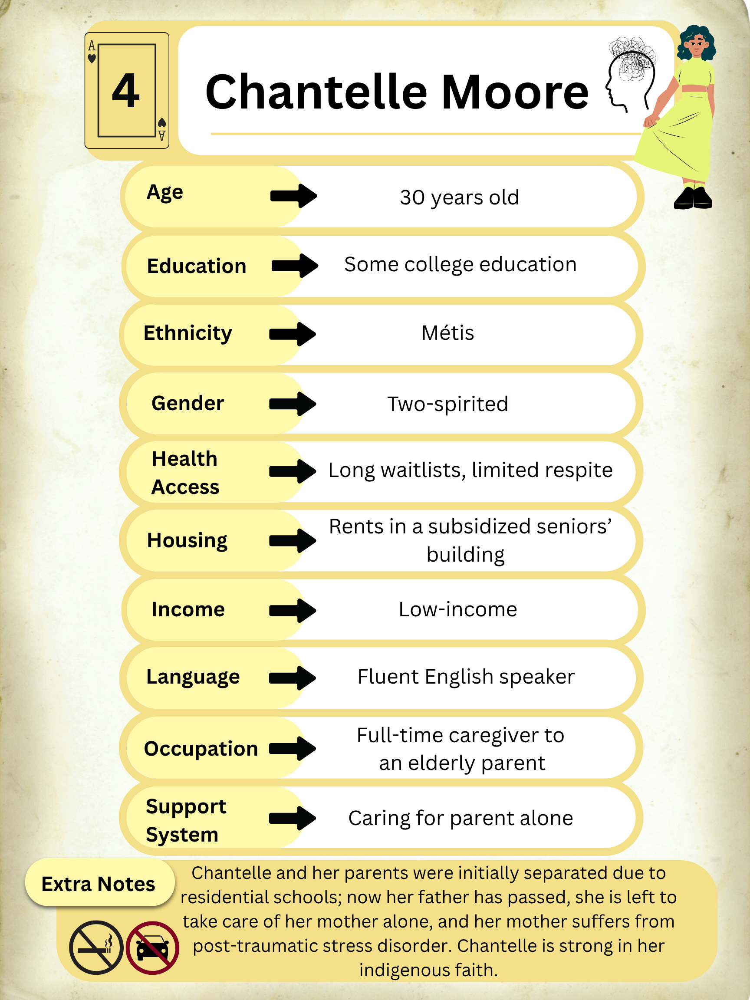 A
4
A
Chantelle Moore
Age
30 years old
Education
Some college education
Ethnicity
Métis
Gender
Two-spirited
Health
Access
Long waitlists, limited respite
Housing
Rents in a subsidized seniors’
building
Income
Low-income
Language
Fluent English speaker
Occupation
Full-time caregiver to
an elderly parent
Support
System
Caring for parent alone
Extra Notes
Chantelle and her parents were initially separated due to
residential schools; now her father has passed, she is left to
take care of her mother alone, and her mother suffers from
post-traumatic stress disorder. Chantelle is strong in her
indigenous faith.